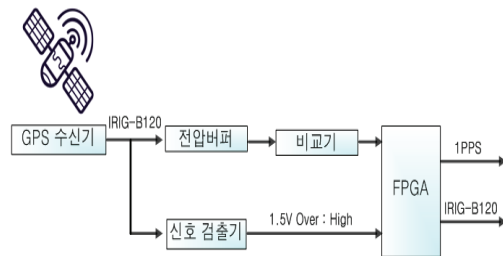 IRIG-B120
GPS 수신기
전압버퍼
비교기
FPGA
1PPS
IRIG-B120
신호 검출기
1.5V Over : High